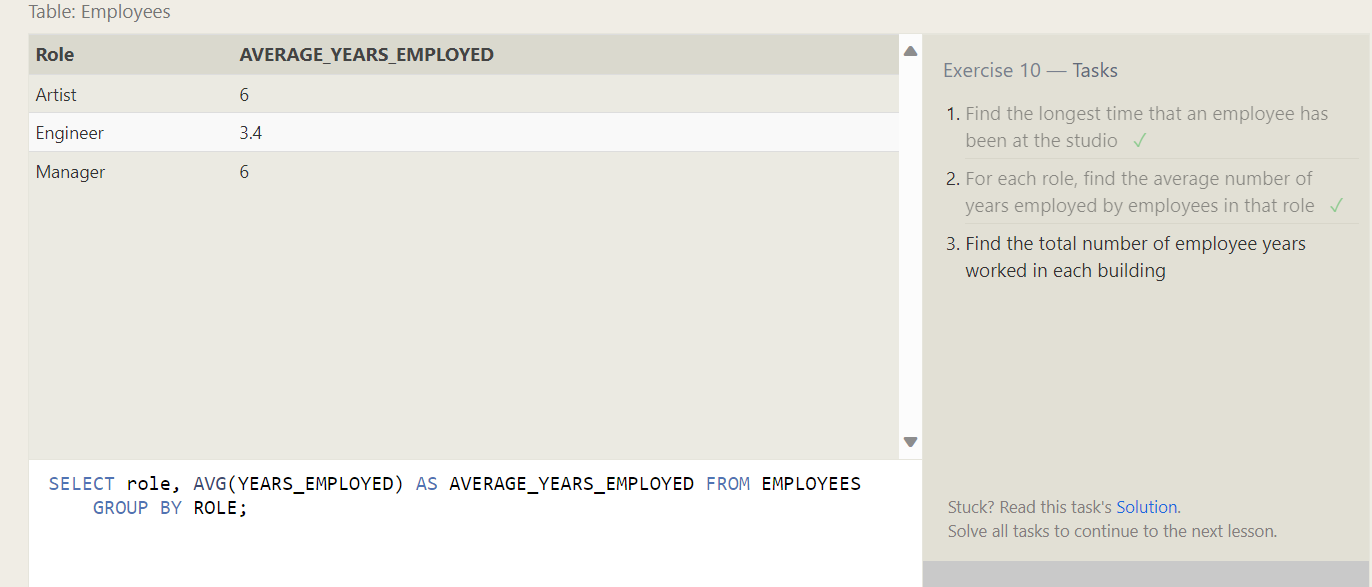 Table: Employees
Role AVERAGE_YEARS_EMPLOYED
Artist 6
Engineer 3.4
Manager 6
SELECT role, AVG(YEARS_EMPLOYED) AS AVERAGE_YEARS_EMPLOYED FROM EMPLOYEES
GROUP BY ROLE;
Exercise 10 — Tasks
1. Find the longest time that an employee has
been at the studio ✓
2. For each role, find the average number of
years employed by employees in that role ✓
3. Find the total number of employee years
worked in each building
Stuck? Read this task's Solution.
Solve all tasks to continue to the next lesson.